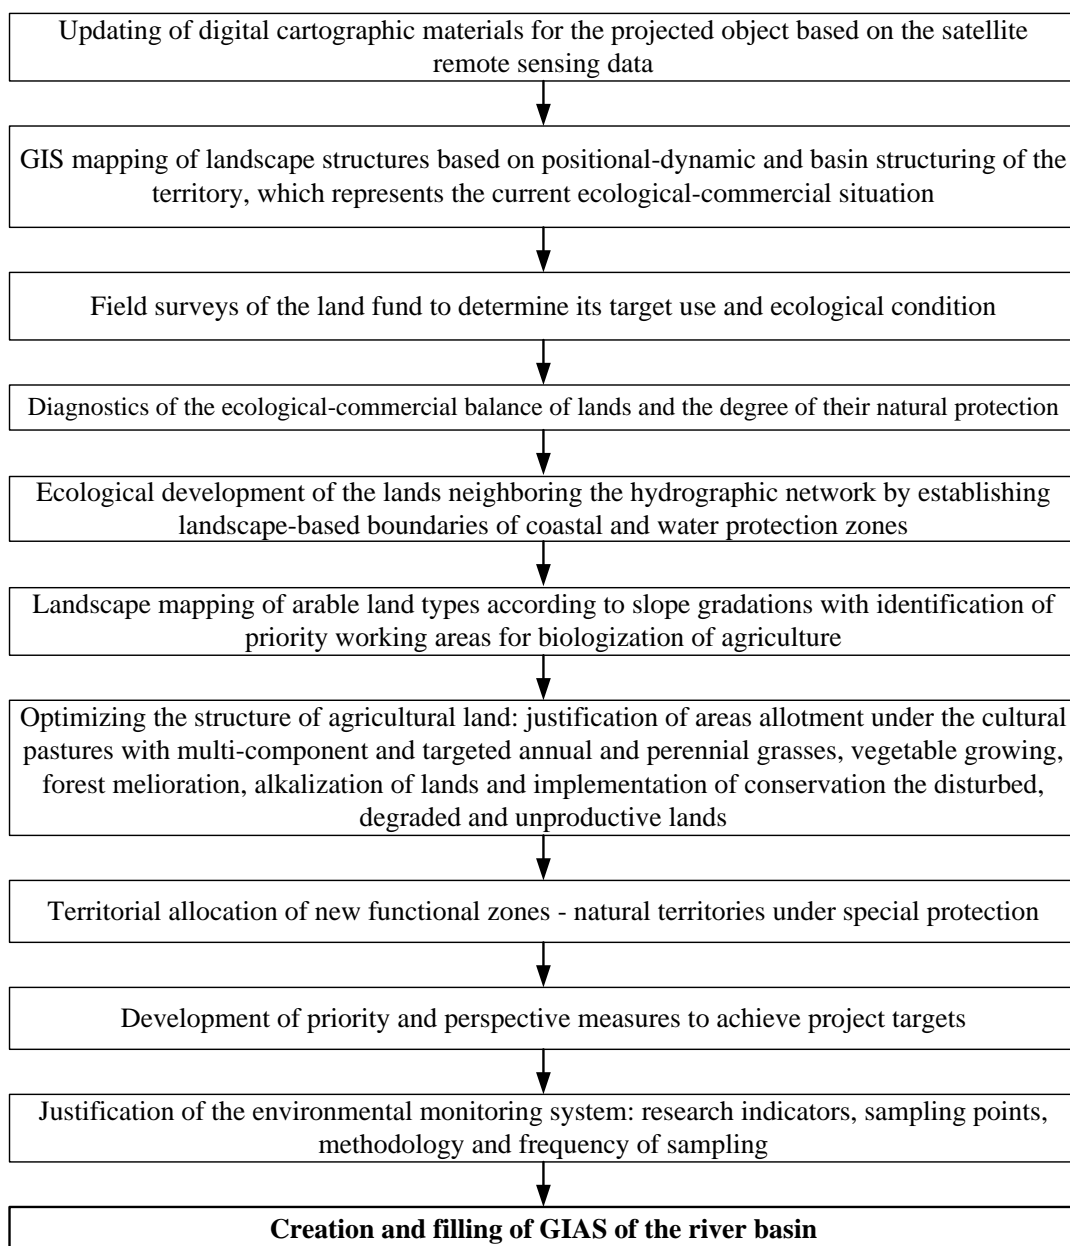 Updating of digital cartographic materials for the projected object based on the satellite
remote sensing data
GIS mapping of landscape structures based on positional-dynamic and basin structuring of the
territory, which represents the current ecological-commercial situation
Field surveys of the land fund to determine its target use and ecological condition
Diagnostics of the ecological-commercial balance of lands and the degree of their natural protection
Ecological development of the lands neighboring the hydrographic network by establishing
landscape-based boundaries of coastal and water protection zones
Landscape mapping of arable land types according to slope gradations with identification of
priority working areas for biologization of agriculture
Optimizing the structure of agricultural land: justification of areas allotment under the cultural
pastures with multi-component and targeted annual and perennial grasses, vegetable growing,
forest melioration, alkalization of lands and implementation of conservation the disturbed,
degraded and unproductive lands
Territorial allocation of new functional zones - natural territories under special protection
Development of priority and perspective measures to achieve project targets
Justification of the environmental monitoring system: research indicators, sampling points,
methodology and frequency of sampling
Creation and filling of GIAS of the river basin